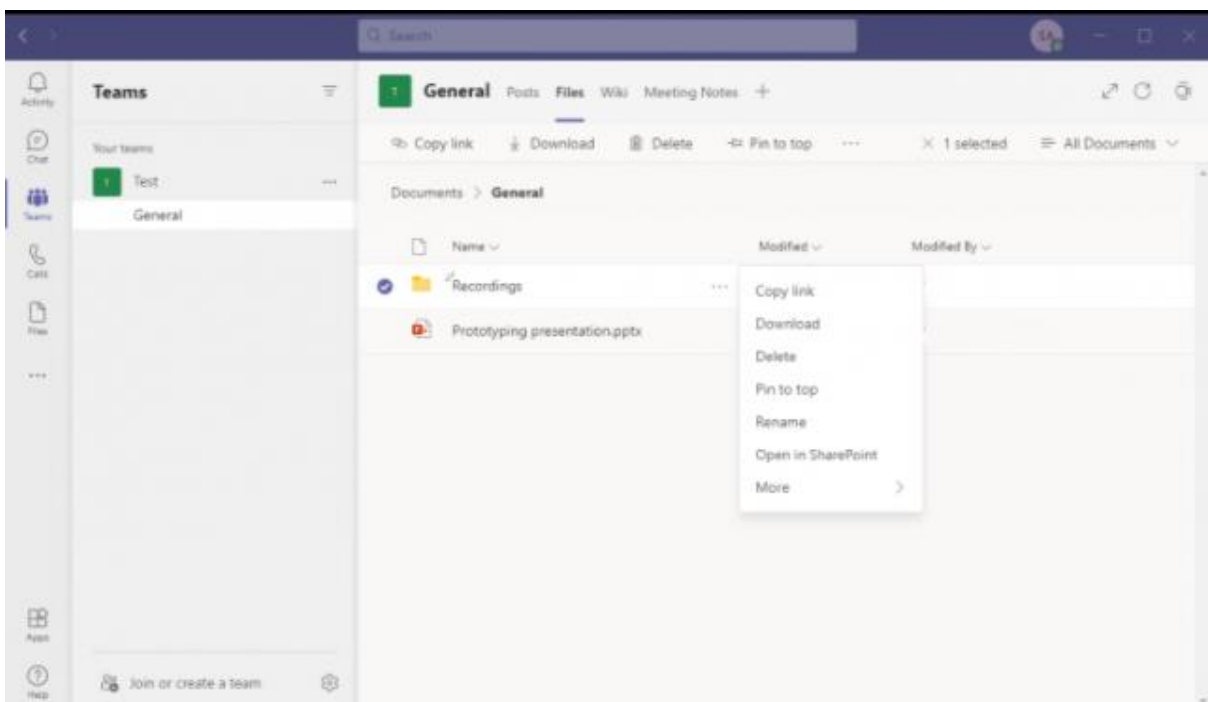 Search
SA
Activity
Chat
Teams
Calls
Files
Apps
Help
Teams
Your teams
T Test
General
Join or create a team
T General Posts Files Wiki Meeting Notes
Copy link Download Delete Pin to top 1 selected All Documents
Documents > General
Name Modified Modified By
Recordings
Prototyping presentation.pptx
Copy link
Download
Delete
Pin to top
Rename
Open in SharePoint
More